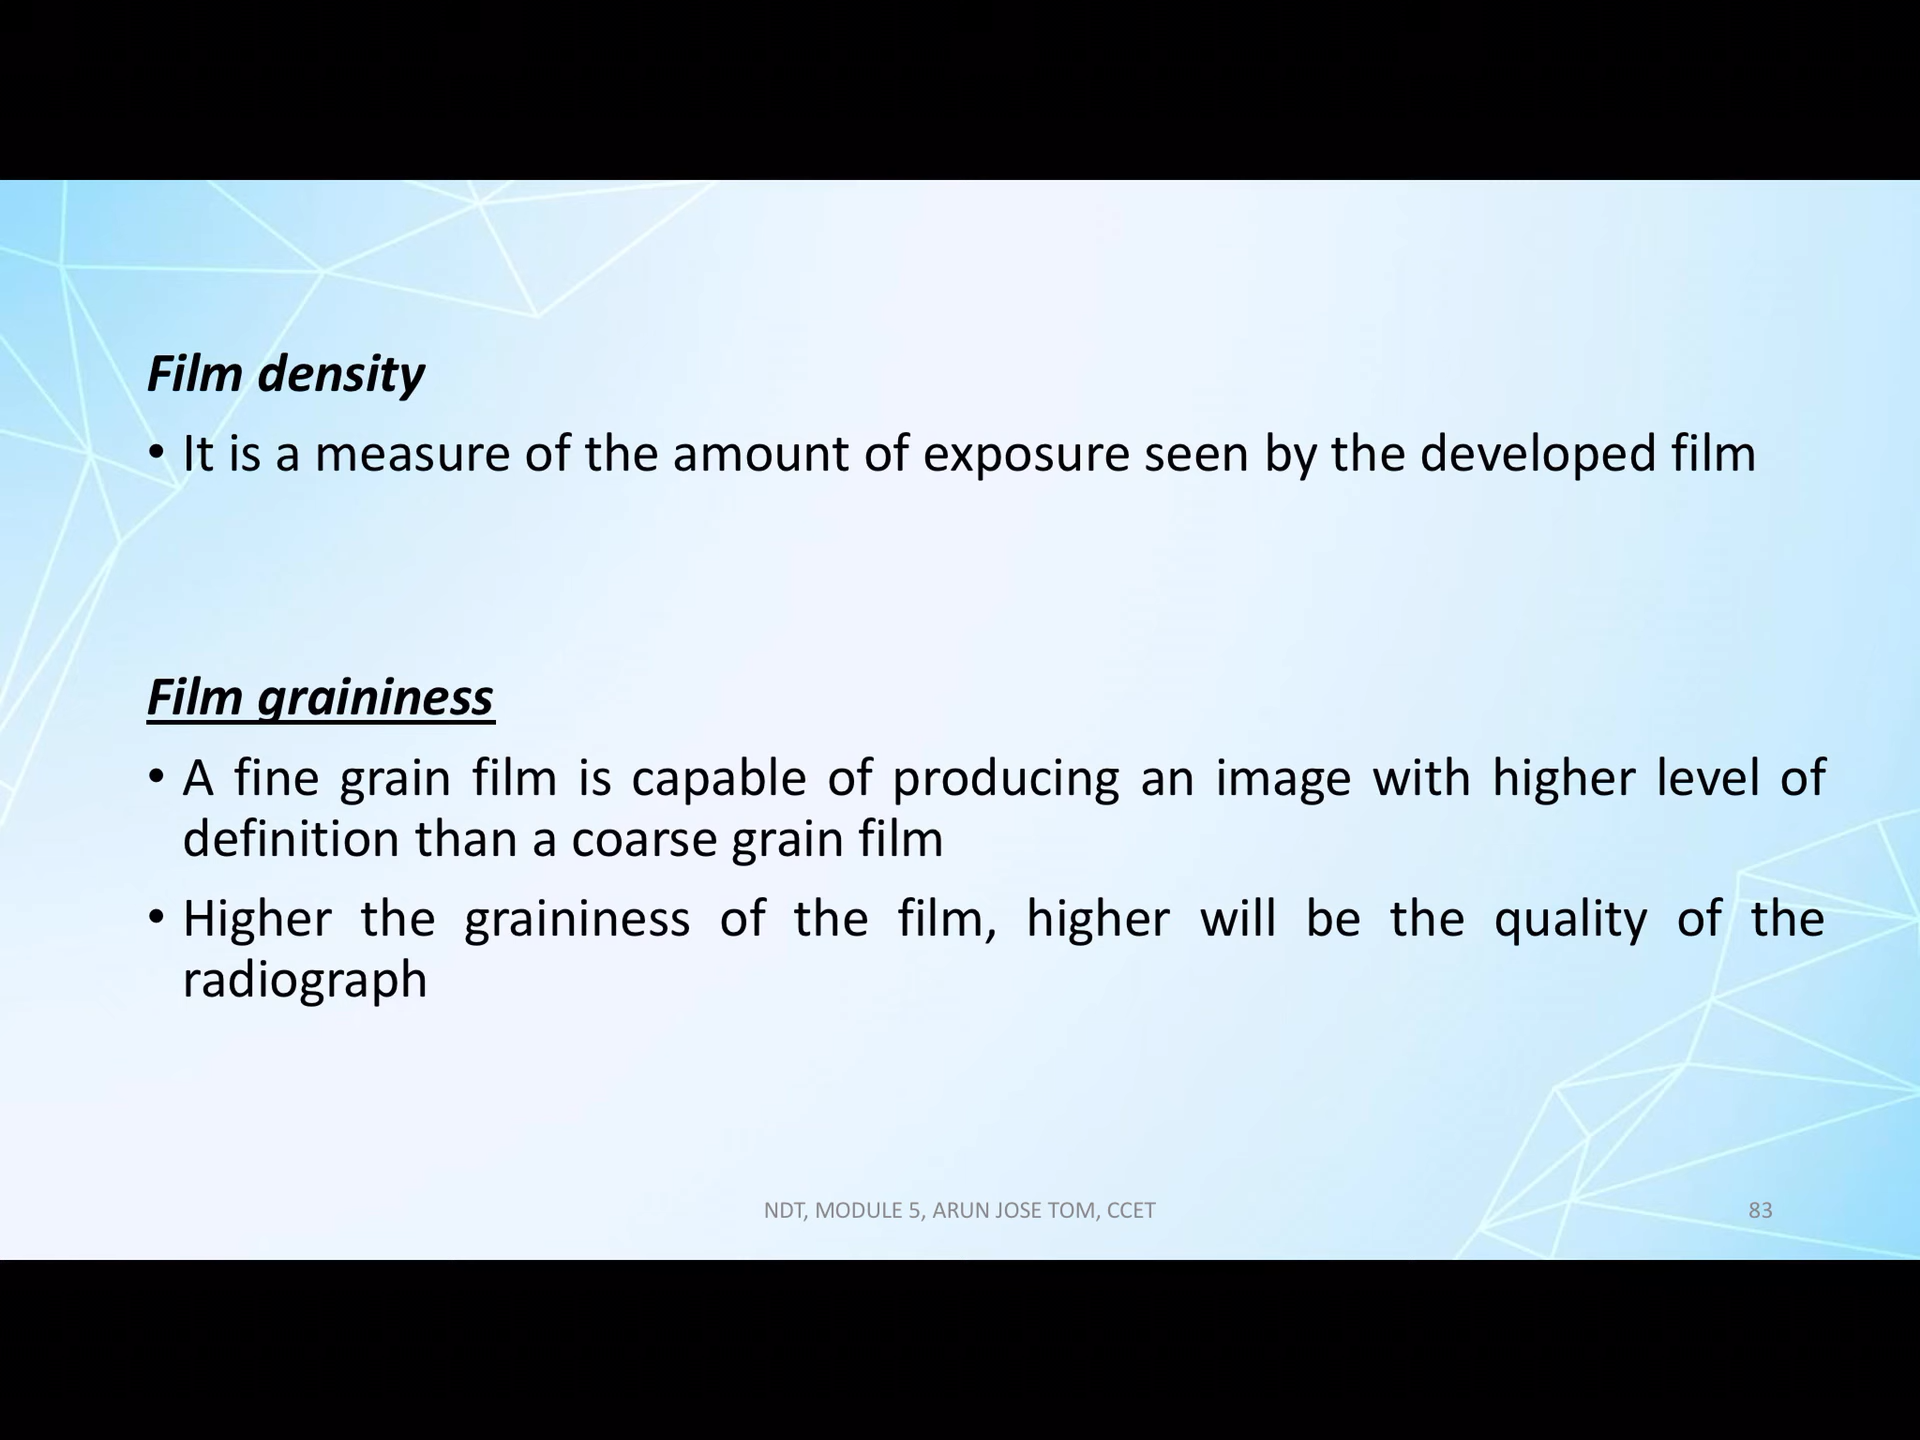 Film density
• It is a measure of the amount of exposure seen by the developed film
Film graininess
• A fine grain film is capable of producing an image with higher level of
definition than a coarse grain film
• Higher the graininess of the film, higher will be the quality of the
radiograph
NDT, MODULE 5, ARUN JOSE TOM, CCET
83